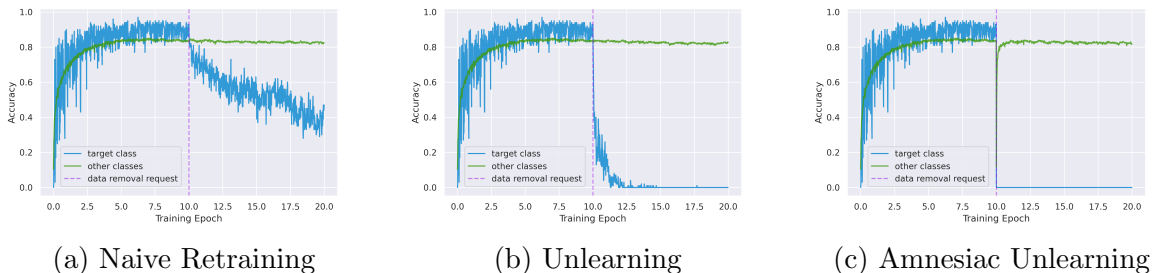 1.0
0.8
0.6
0.4
0.2
0.0
Accuracy
target class
other classes
data removal request
0.0 2.5 5.0 7.5 10.0 12.5 15.0 17.5 20.0
Training Epoch
(a) Naive Retraining
1.0
0.8
0.6
0.4
0.2
0.0
Accuracy
target class
other classes
data removal request
0.0 2.5 5.0 7.5 10.0 12.5 15.0 17.5 20.0
Training Epoch
(b) Unlearning
1.0
0.8
0.6
0.4
0.2
0.0
Accuracy
target class
other classes
data removal request
0.0 2.5 5.0 7.5 10.0 12.5 15.0 17.5 20.0
Training Epoch
(c) Amnesiac Unlearning